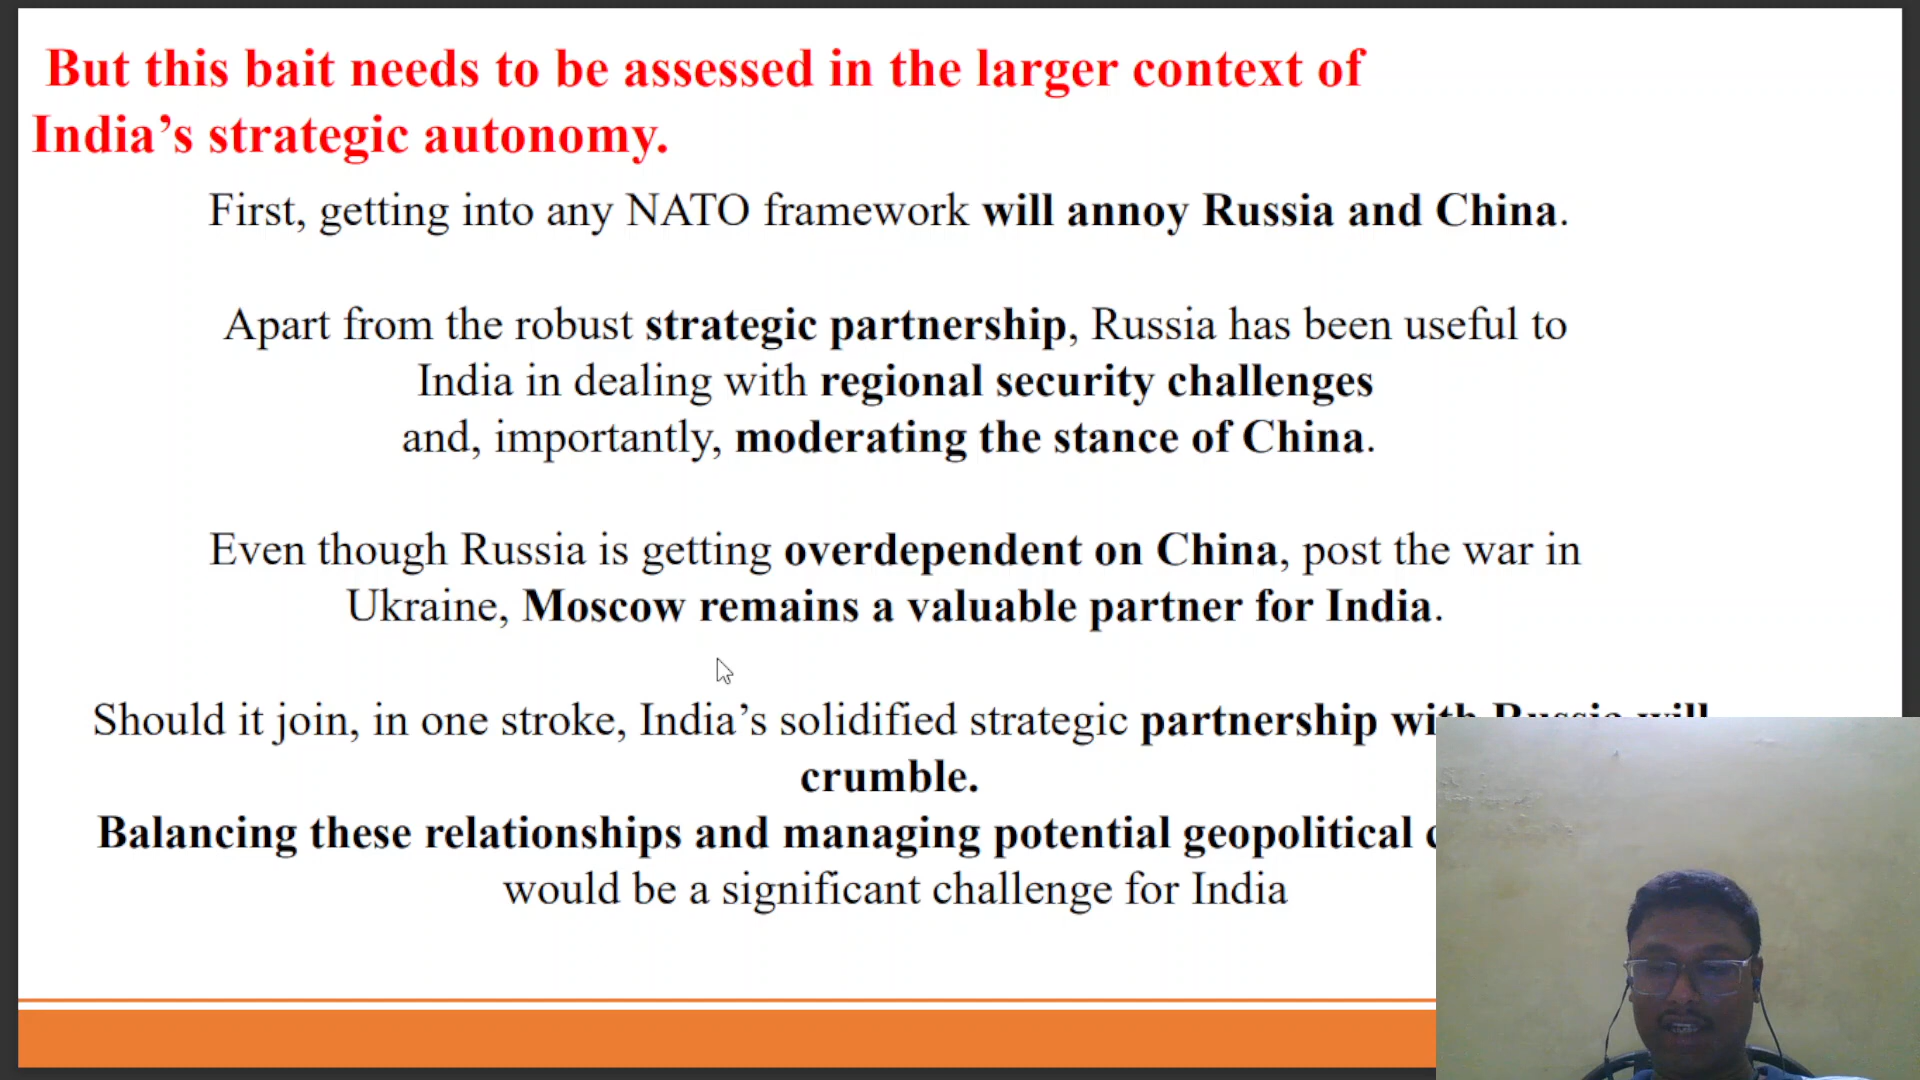 But this bait needs to be assessed in the larger context of
India’s strategic autonomy.
First, getting into any NATO framework will annoy Russia and China.
Apart from the robust strategic partnership, Russia has been useful to
India in dealing with regional security challenges
and, importantly, moderating the stance of China.
Even though Russia is getting overdependent on China, post the war in
Ukraine, Moscow remains a valuable partner for India.
Should it join, in one stroke, India’s solidified strategic partnership with Russia will
crumble.
Balancing these relationships and managing potential geopolitical
would be a significant challenge for India